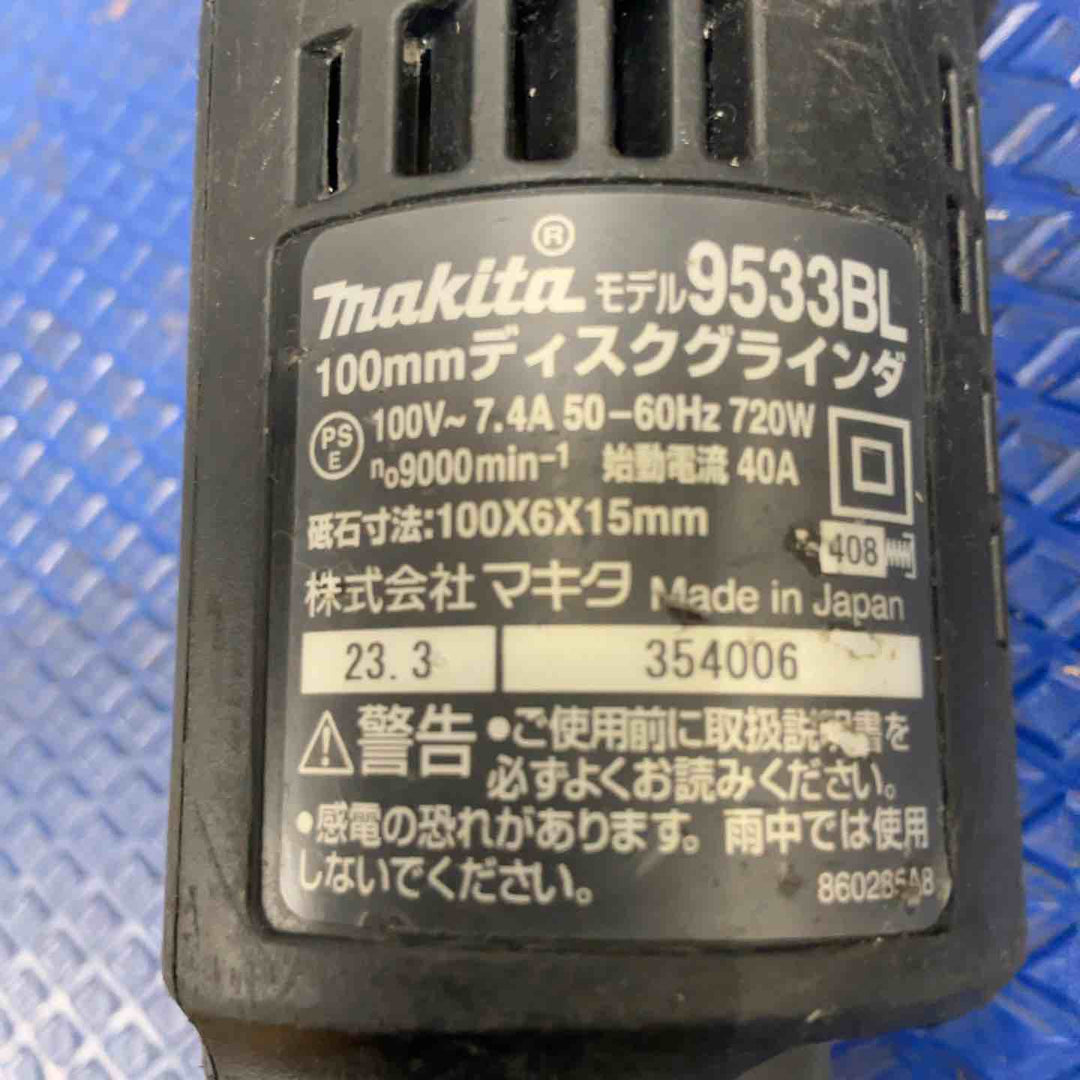 ®
makita モデル9533BL
100mmディスクグラインダ
PSE 100V~ 7.4A 50-60Hz 720W
n₀9000min⁻¹ 始動電流 40A
砥石寸法:100X6X15mm
408
株式会社 マキタ Made in Japan
23. 3 354006
⚠警告 •ご使用前に取扱説明書を
必ずよくお読みください。
•感電の恐れがあります。雨中では使用
しないでください。